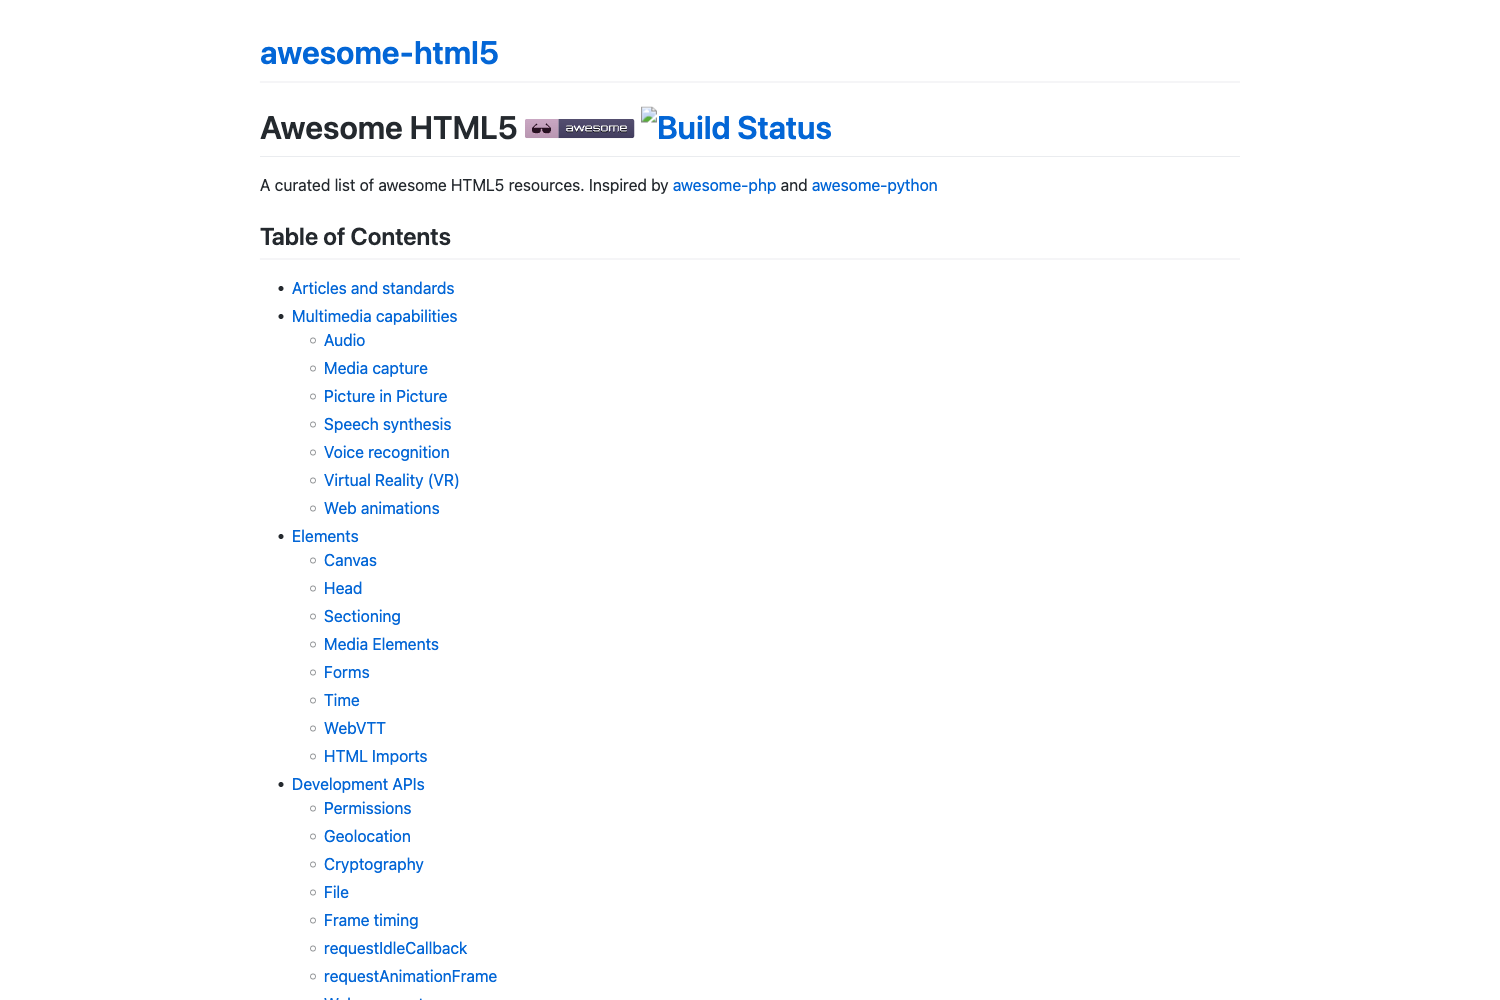 awesome-html5
Awesome HTML5 awesome Build Status
A curated list of awesome HTML5 resources. Inspired by awesome-php and awesome-python
Table of Contents
Articles and standards
Multimedia capabilities
Audio
Media capture
Picture in Picture
Speech synthesis
Voice recognition
Virtual Reality (VR)
Web animations
Elements
Canvas
Head
Sectioning
Media Elements
Forms
Time
WebVTT
HTML Imports
Development APIs
Permissions
Geolocation
Cryptography
File
Frame timing
requestIdleCallback
requestAnimationFrame